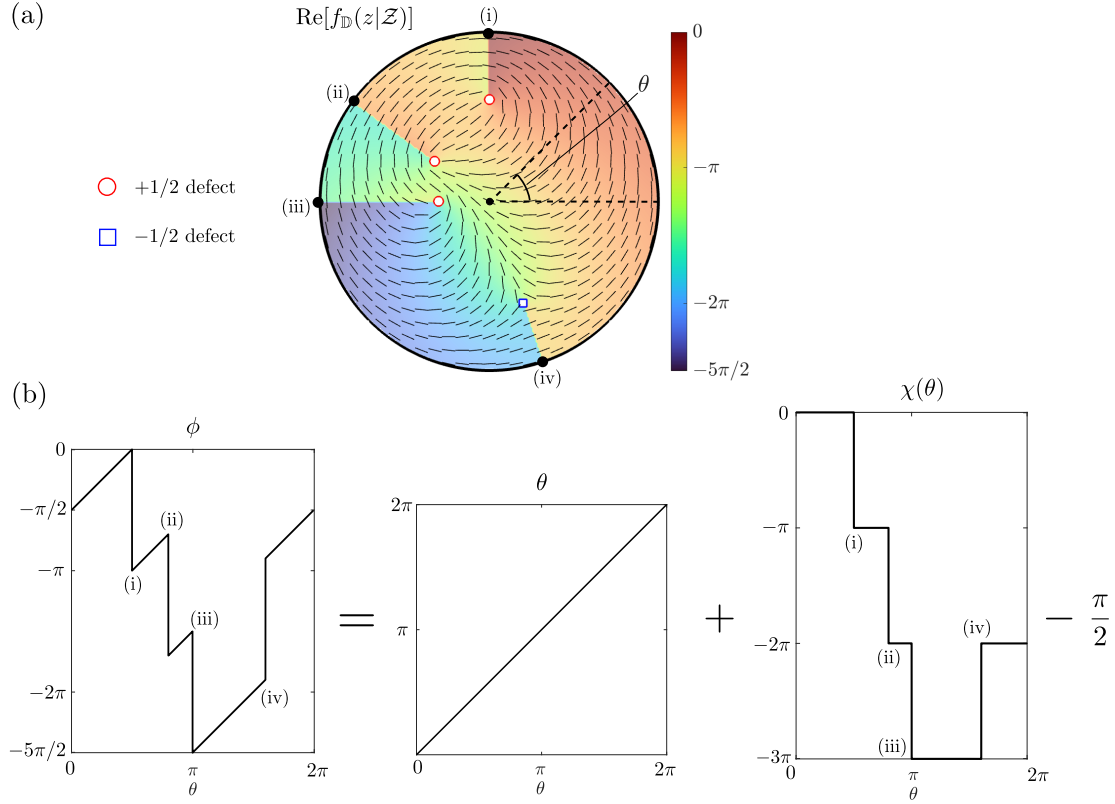 (a)
Re[f_𝔻(z|𝒵)]
(i)
(ii)
(iii)
(iv)
θ
+1/2 defect
−1/2 defect
0
−π
−2π
−5π/2
(b)
ϕ
0
−π/2
−π
−2π
−5π/2
(i)
(ii)
(iii)
(iv)
0
π
2π
θ
=
θ
2π
π
0
π
2π
θ
+
χ(θ)
0
−π
−2π
−3π
(i)
(ii)
(iii)
(iv)
0
π
2π
θ
− π/2